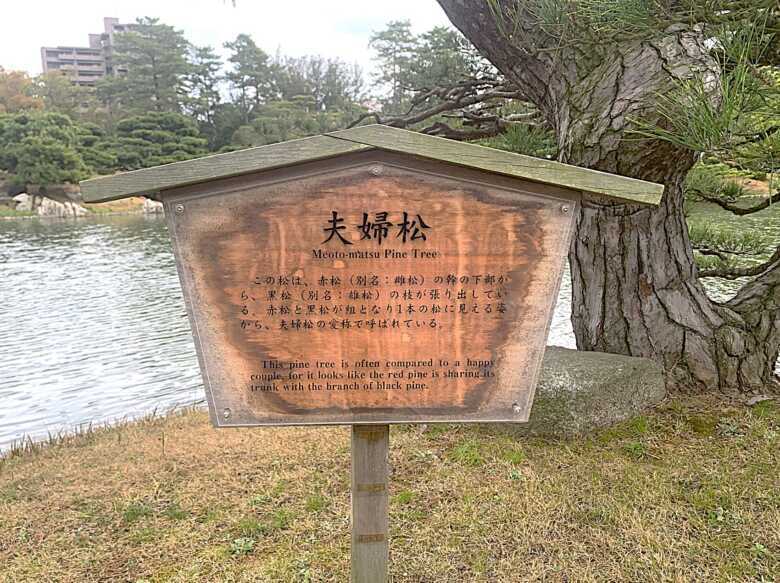 夫婦松
Meoto-matsu Pine Tree
この松は、赤松（別名：雌松）の幹の下部か
ら、黒松（別名：雄松）の枝が張り出してい
る。赤松と黒松が組となり1本の松に見える姿
から、夫婦松の愛称で呼ばれている。
This pine tree is often compared to a happy
couple, for it looks like the red pine is sharing its
trunk with the branch of black pine.